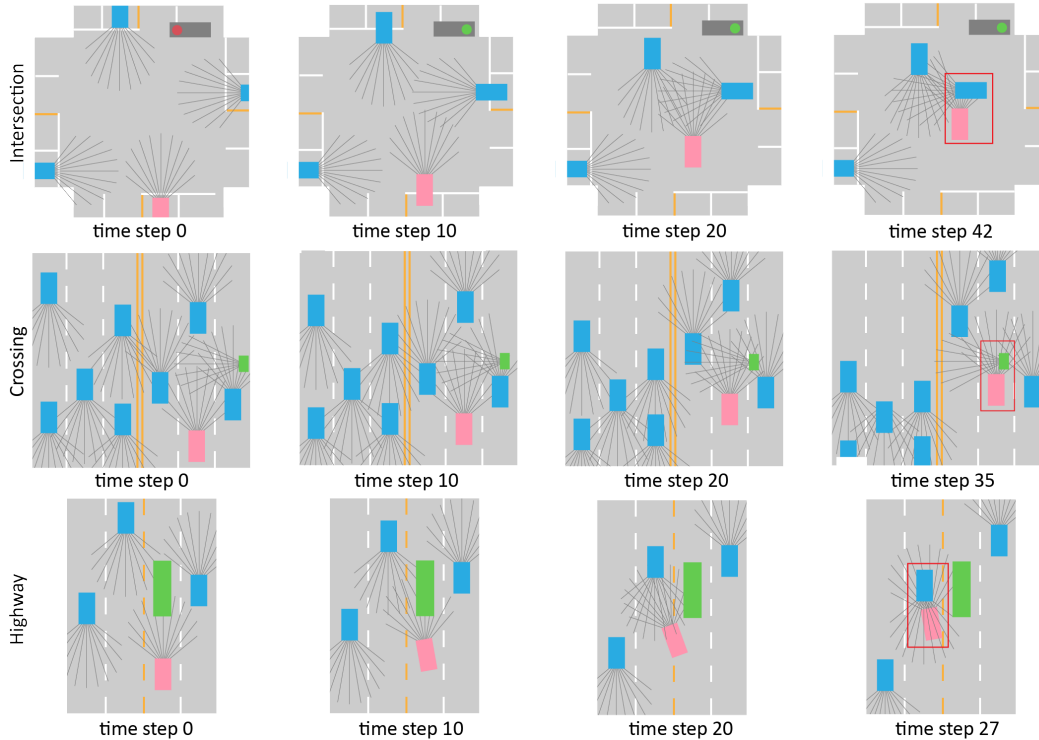 Intersection
time step 0
time step 10
time step 20
time step 42
Crossing
time step 0
time step 10
time step 20
time step 35
Highway
time step 0
time step 10
time step 20
time step 27